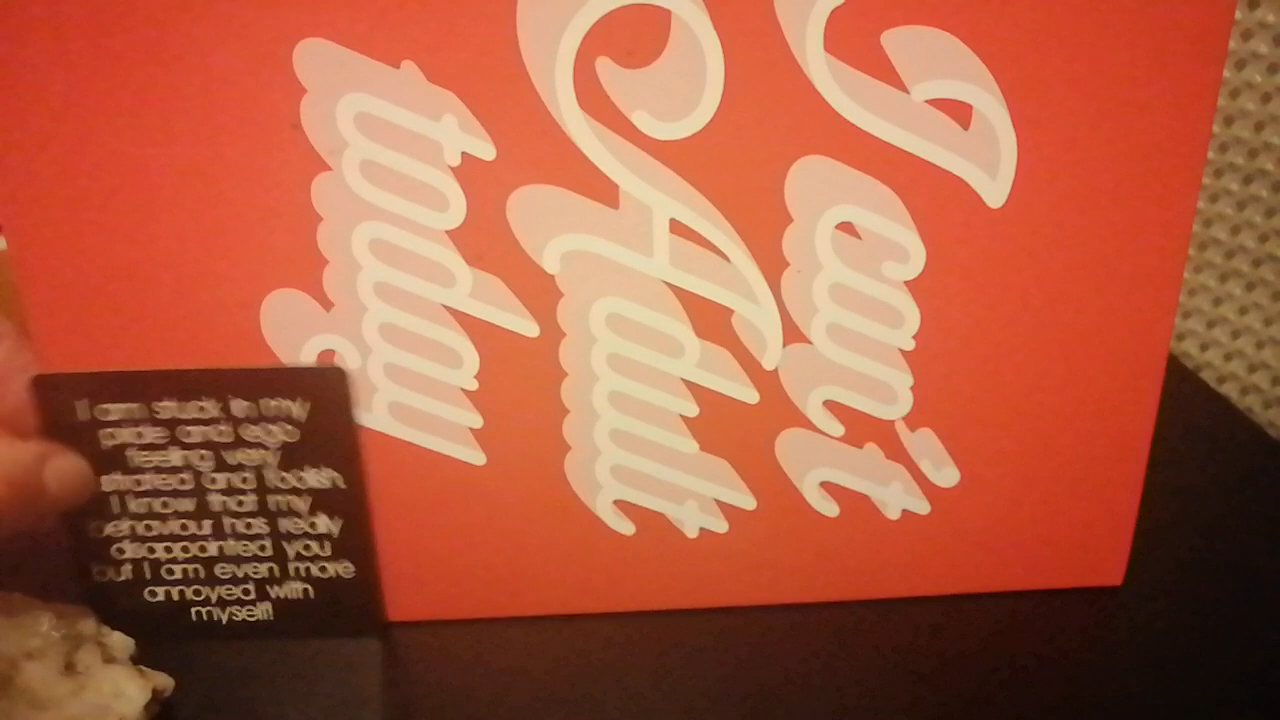 I can't
Adult
today
I am stuck in my
pride and ego
feeling very
and foolish.
I know that my
behaviour has really
disappointed you
but I am even more
annoyed with
myself!